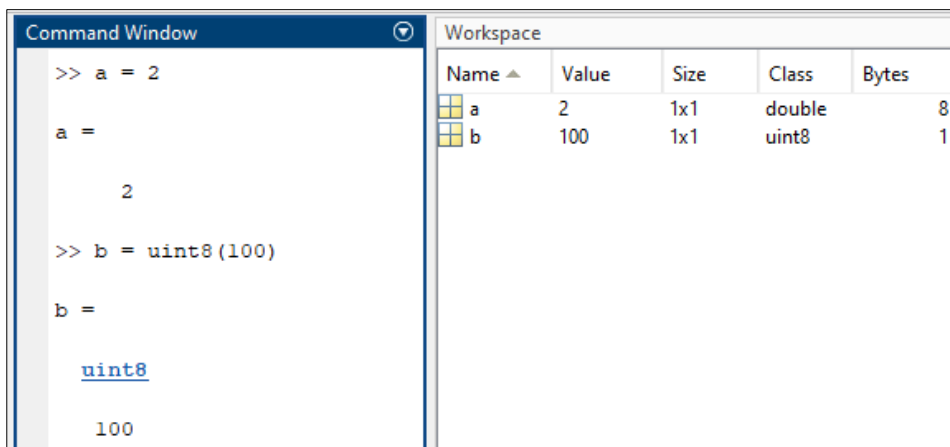 Command Window
>> a = 2
a =
2
>> b = uint8(100)
b =
uint8
100
Workspace
Name Value Size Class Bytes
a 2 1x1 double 8
b 100 1x1 uint8 1